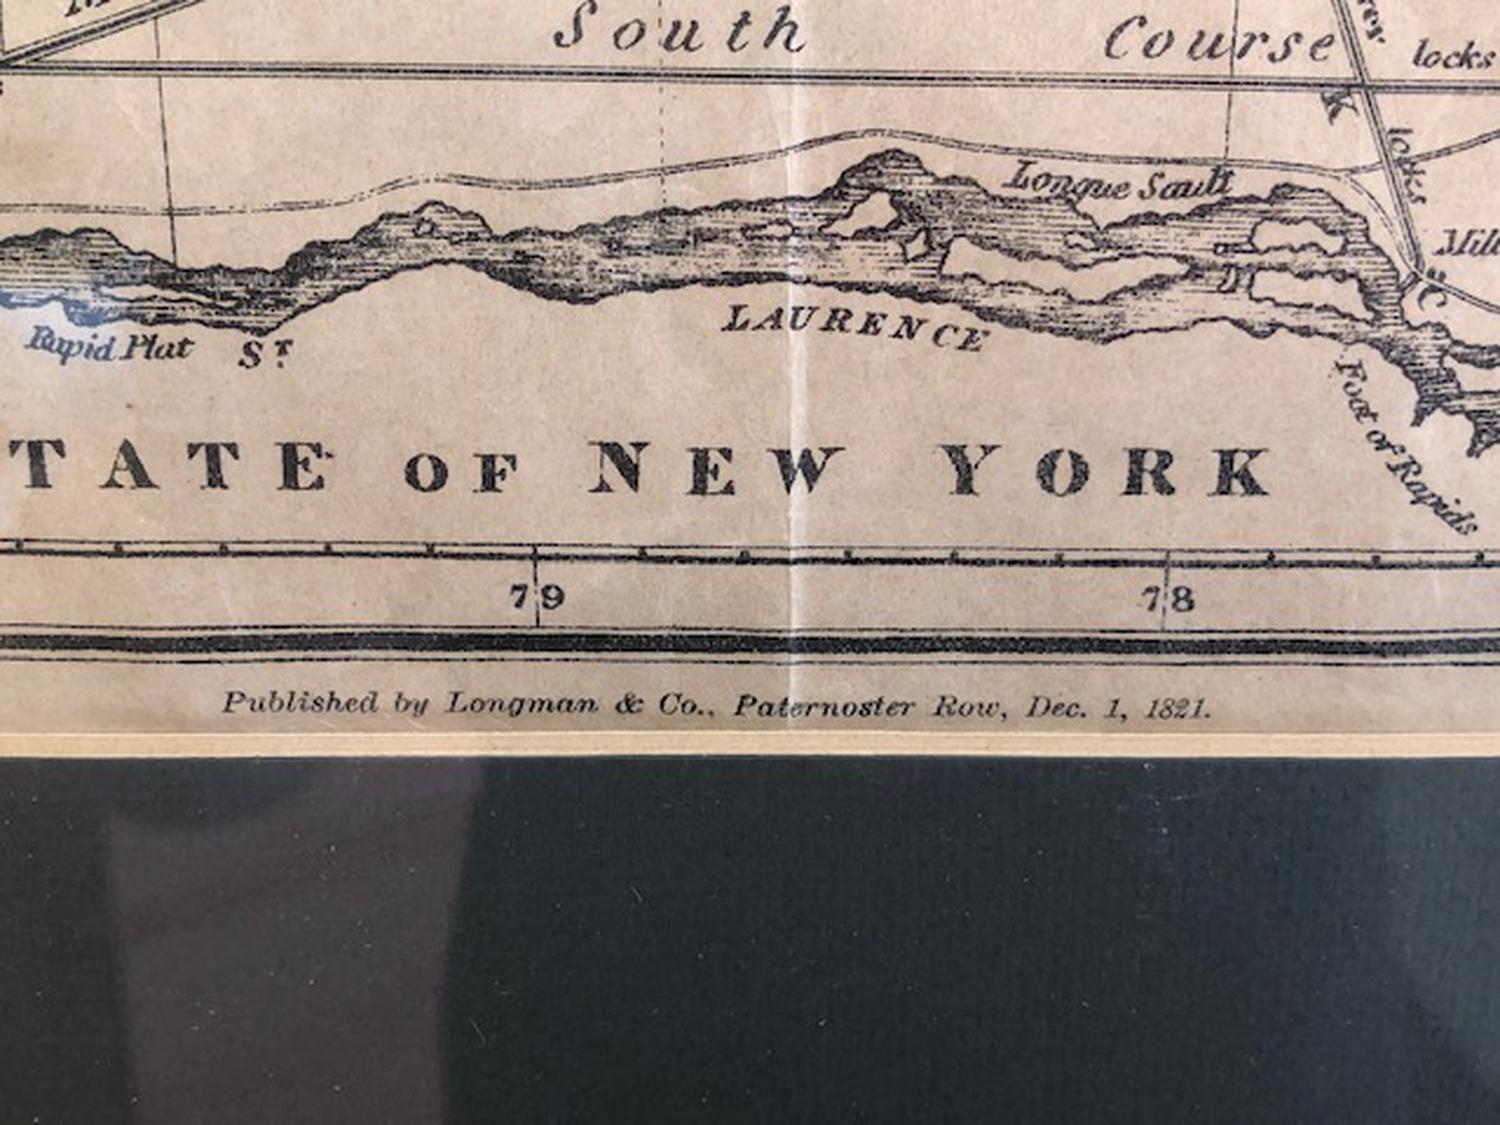 South Course
locks
K
locks
Longue Sault
Rapid Plat
Sᵀ LAURENCE
C
Foot of Rapids
TATE OF NEW YORK
79 78
Published by Longman & Co., Paternoster Row, Dec. 1, 1821.